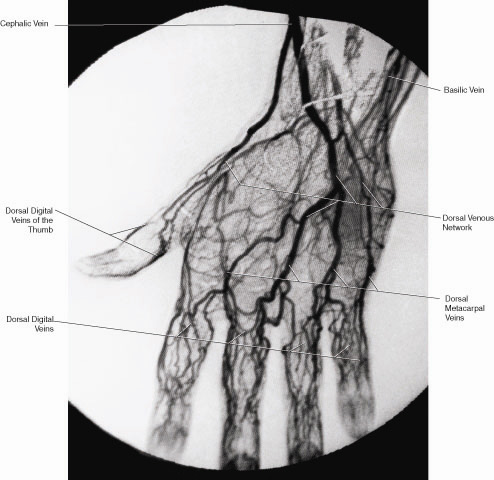 Cephalic Vein
Basilic Vein
Dorsal Digital
Veins of the
Thumb
Dorsal Venous
Network
Dorsal
Metacarpal
Veins
Dorsal Digital
Veins